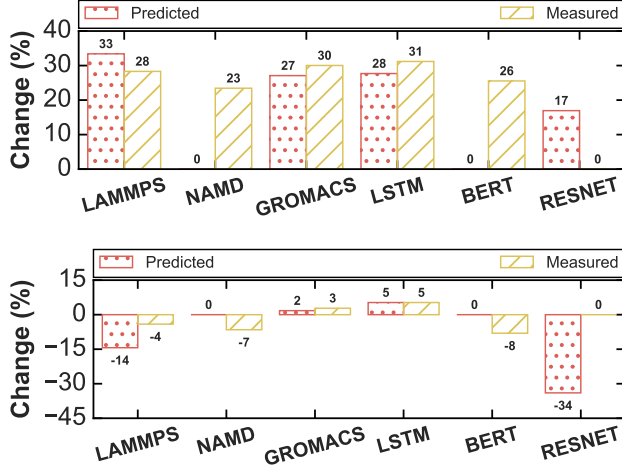 Predicted Measured
Change (%)
40
30
20
10
0
33 28 0 23 27 30 28 31 0 26 17 0
LAMMPS NAMD GROMACS LSTM BERT RESNET
Predicted Measured
Change (%)
15
0
−15
−30
−45
-14 -4 0 -7 2 3 5 5 0 -8 -34 0
LAMMPS NAMD GROMACS LSTM BERT RESNET